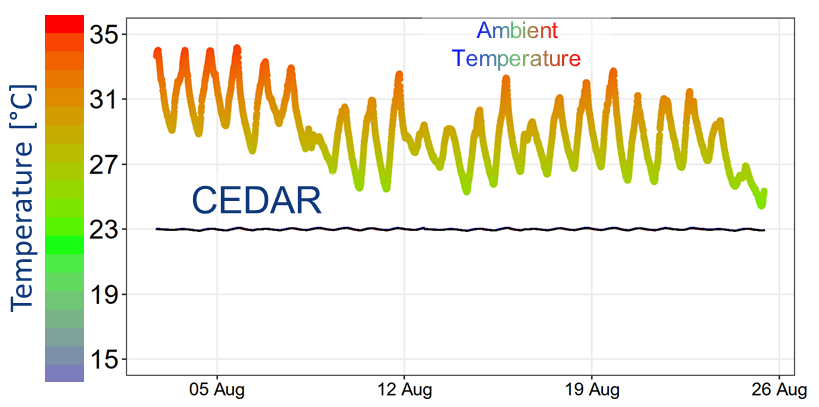 Ambient
Temperature
Temperature [°C]
35
31
27
23
19
15
CEDAR
05 Aug
12 Aug
19 Aug
26 Aug